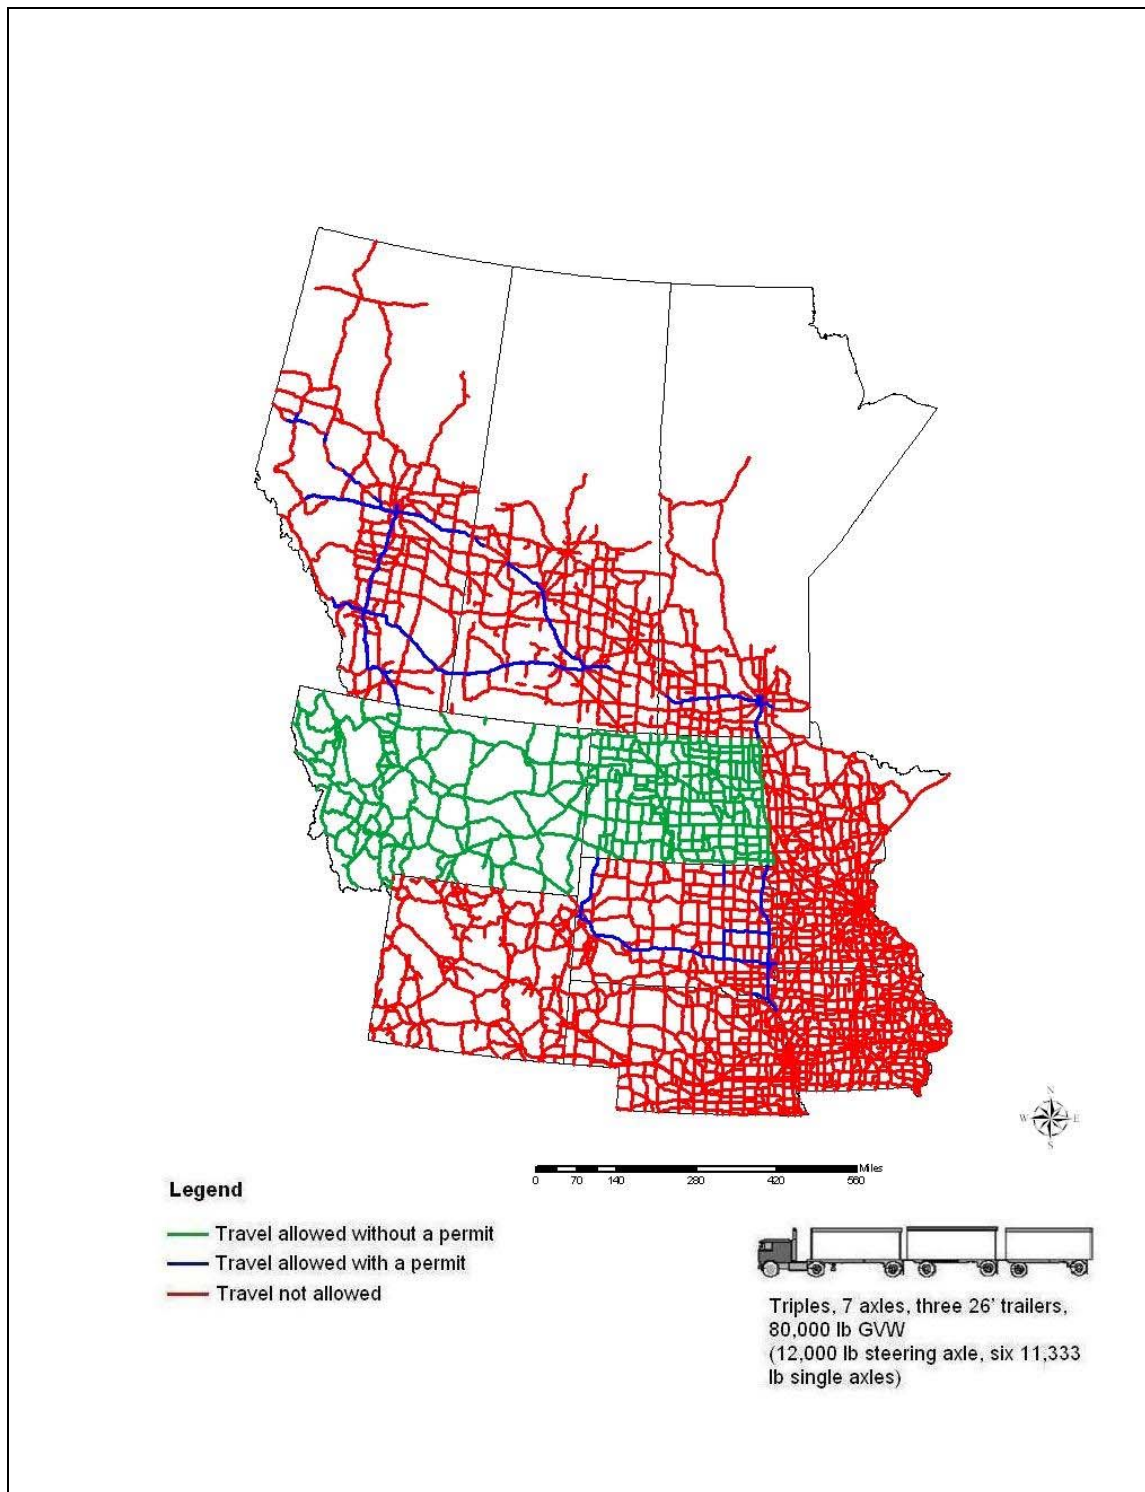 N
W E
S
Miles
0 70 140 280 420 560
Legend
Travel allowed without a permit
Travel allowed with a permit
Travel not allowed
Triples, 7 axles, three 26' trailers,
80,000 lb GVW
(12,000 lb steering axle, six 11,333
lb single axles)